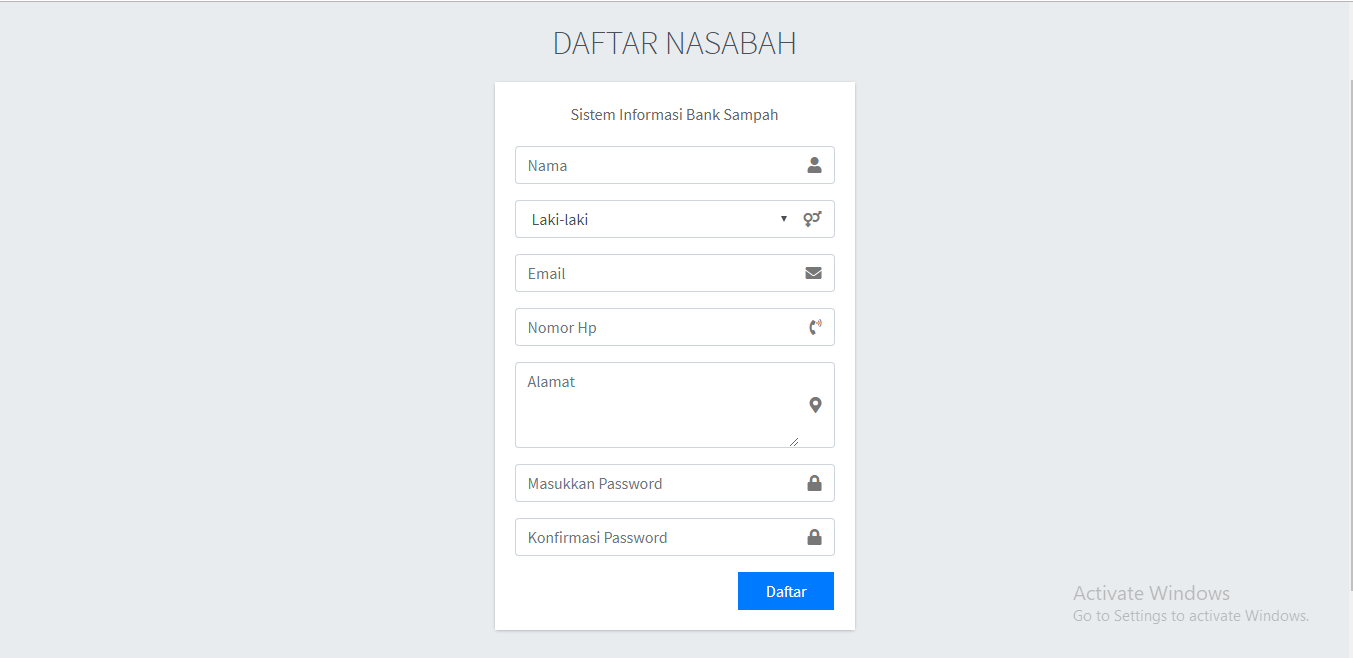 DAFTAR NASABAH
Sistem Informasi Bank Sampah
Nama
Laki-laki
Email
Nomor Hp
Alamat
Masukkan Password
Konfirmasi Password
Daftar
Activate Windows
Go to Settings to activate Windows.